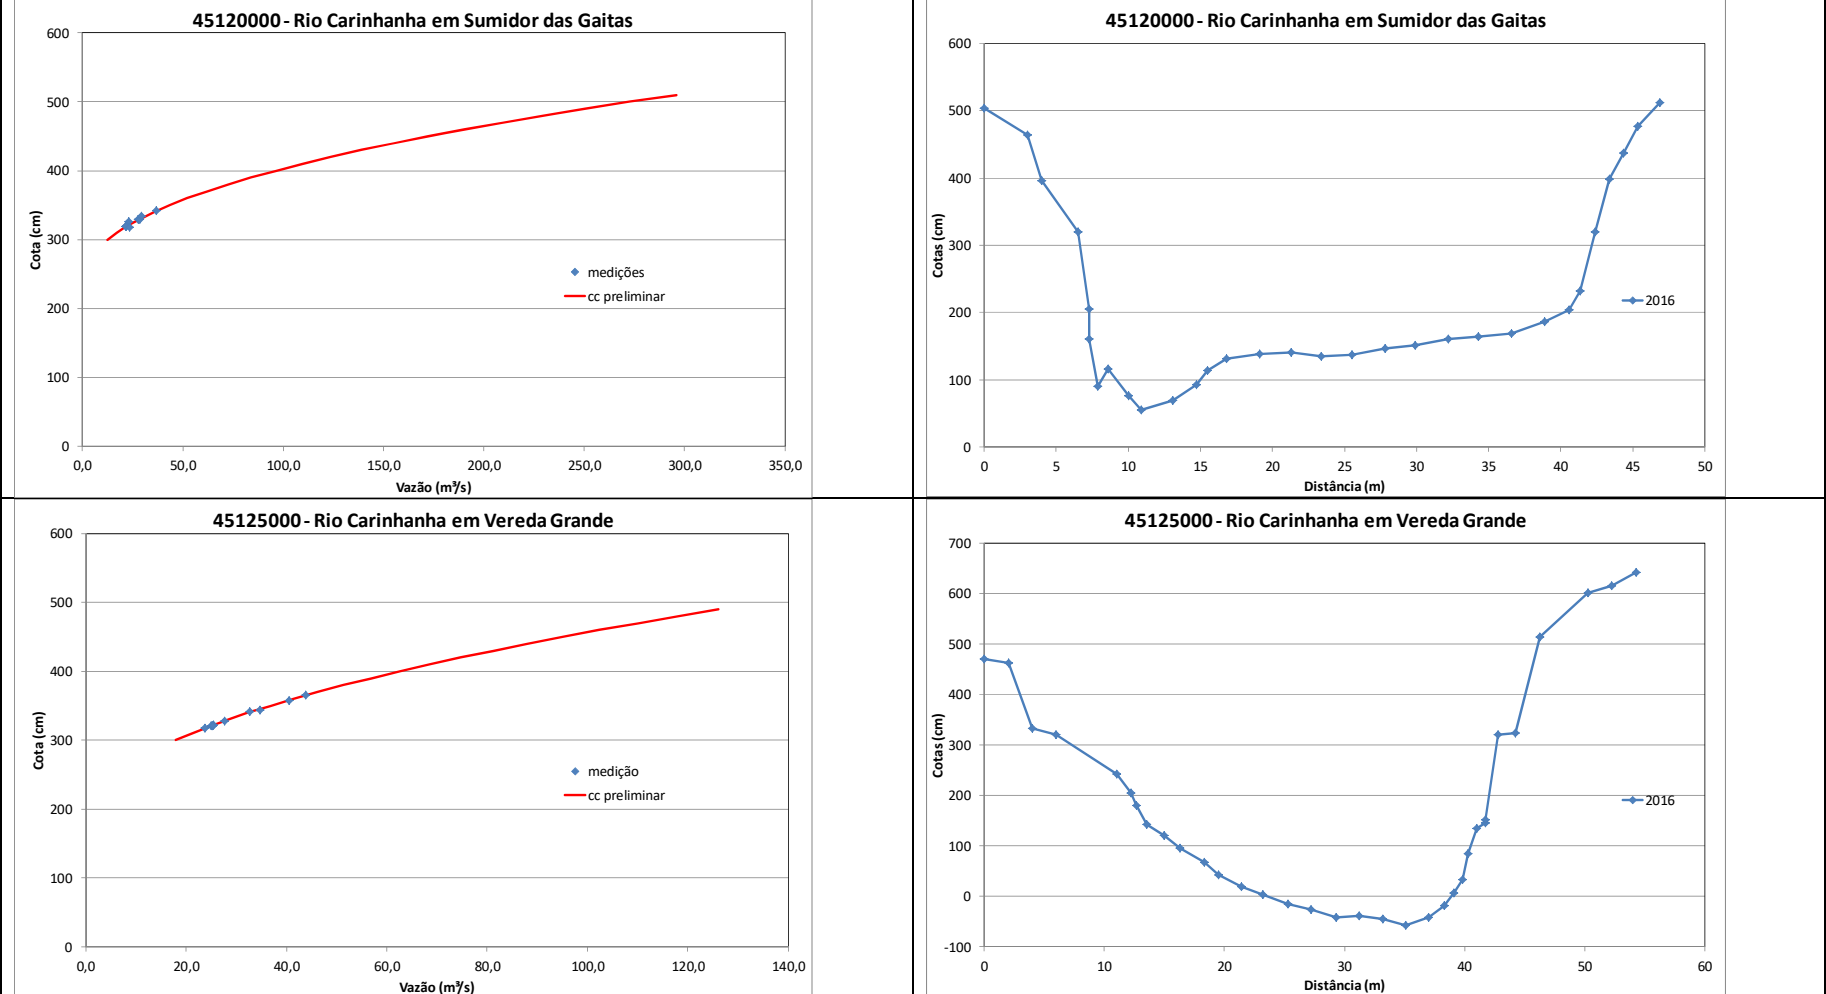 45120000 - Rio Carinhanha em Sumidor das Gaitas
600
500
400
300
200
100
0
Cota (cm)
medições
cc preliminar
0,0 50,0 100,0 150,0 200,0 250,0 300,0 350,0
Vazão (m³/s)
45120000 - Rio Carinhanha em Sumidor das Gaitas
600
500
400
300
200
100
0
Cotas (cm)
2016
0 5 10 15 20 25 30 35 40 45 50
Distância (m)
45125000 - Rio Carinhanha em Vereda Grande
600
500
400
300
200
100
0
Cota (cm)
medição
cc preliminar
0,0 20,0 40,0 60,0 80,0 100,0 120,0 140,0
Vazão (m³/s)
45125000 - Rio Carinhanha em Vereda Grande
700
600
500
400
300
200
100
0
-100
Cotas (cm)
2016
0 10 20 30 40 50 60
Distância (m)